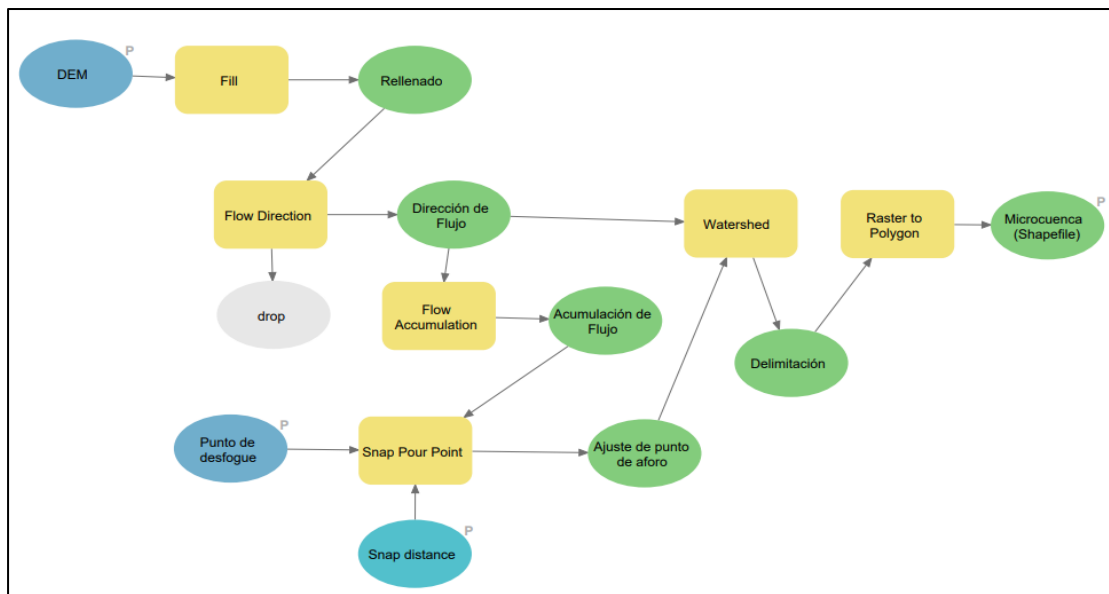 P
DEM
Fill
Rellenado
Flow Direction
Dirección de
Flujo
Watershed
Raster to
Polygon
P
Microcuenca
(Shapefile)
drop
Flow
Accumulation
Acumulación de
Flujo
Delimitación
P
Punto de
desfogue
Snap Pour Point
Ajuste de punto
de aforo
P
Snap distance